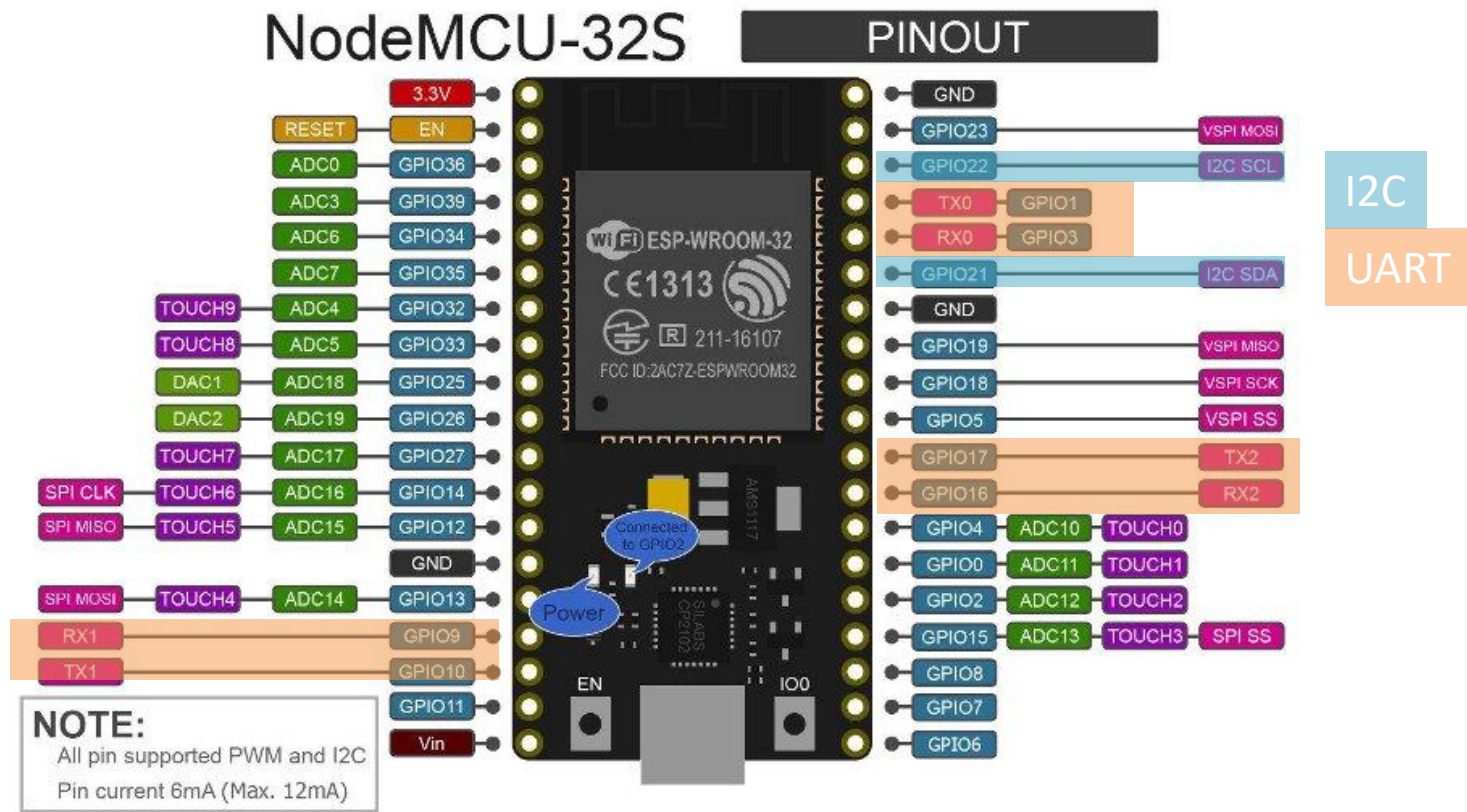 NodeMCU-32S PINOUT
3.3V GND
RESET EN GPIO23 VSPI MOSI
ADC0 GPIO36 GPIO22 I2C SCL
I2C
ADC3 GPIO39 TX0 GPIO1
ADC6 GPIO34 RX0 GPIO3
UART
ADC7 GPIO35 GPIO21 I2C SDA
TOUCH9 ADC4 GPIO32 GND
TOUCH8 ADC5 GPIO33 GPIO19 VSPI MISO
DAC1 ADC18 GPIO25 GPIO18 VSPI SCK
DAC2 ADC19 GPIO26 GPIO5 VSPI SS
TOUCH7 ADC17 GPIO27 GPIO17 TX2
SPI CLK TOUCH6 ADC16 GPIO14 GPIO16 RX2
SPI MISO TOUCH5 ADC15 GPIO12 GPIO4 ADC10 TOUCH0
GND GPIO0 ADC11 TOUCH1
SPI MOSI TOUCH4 ADC14 GPIO13 GPIO2 ADC12 TOUCH2
RX1 GPIO9 GPIO15 ADC13 TOUCH3 SPI SS
TX1 GPIO10 GPIO8
GPIO11 GPIO7
Vin GPIO6
WiFi ESP-WROOM-32
CE1313
R 211-16107
FCC ID:2AC7Z-ESPWROOM32
AMS1117
Connected
to GPIO2
Power
SILABS
CP2102
EN IO0
NOTE:
All pin supported PWM and I2C
Pin current 6mA (Max. 12mA)